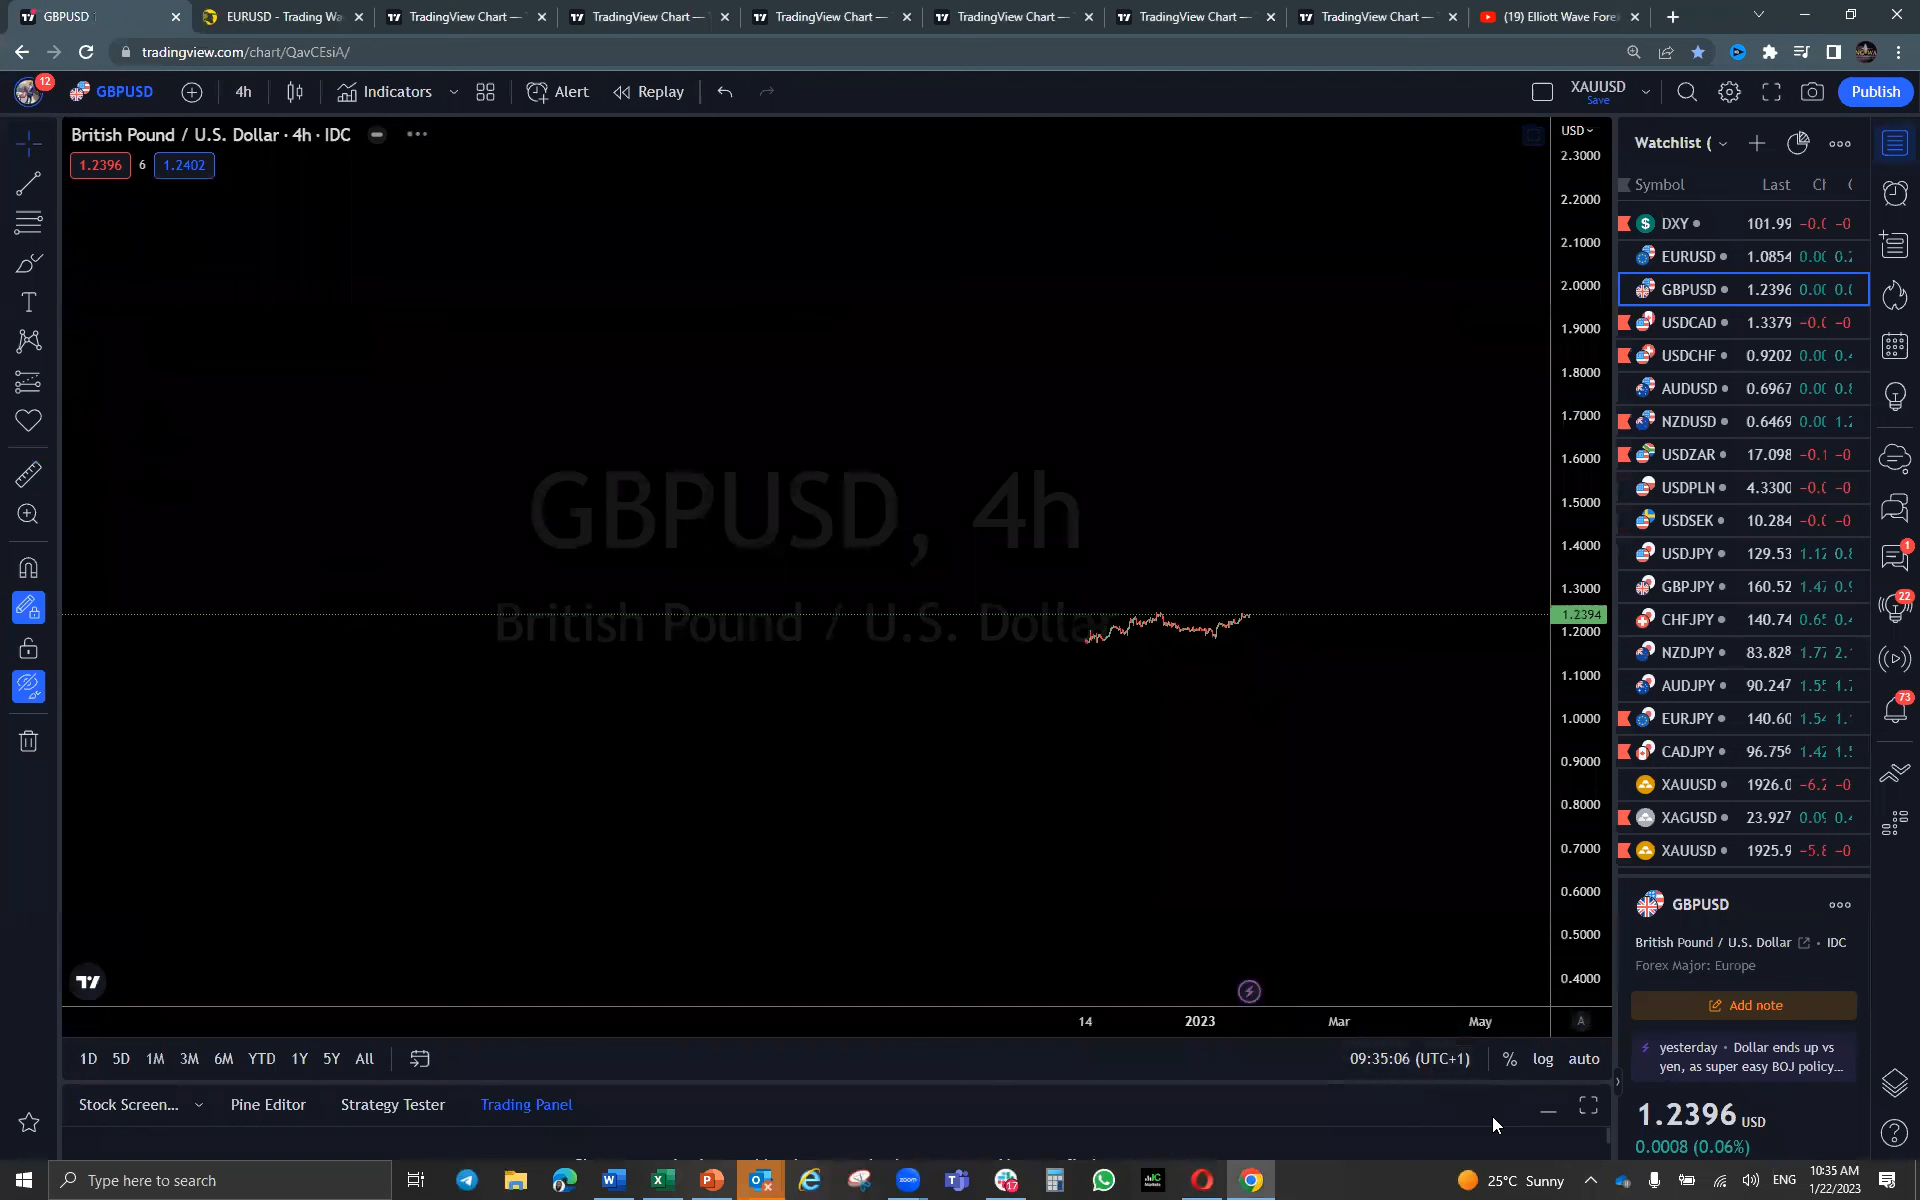 GBPUSD
EURUSD - Trading Wa
TradingView Chart —
TradingView Chart —
TradingView Chart —
TradingView Chart —
TradingView Chart —
TradingView Chart —
(19) Elliott Wave Fore
tradingview.com/chart/QavCEsiA/
12
GBPUSD
4h
Indicators
Alert
Replay
XAUUSD
Save
Publish
British Pound / U.S. Dollar · 4h · IDC
1.2396
6
1.2402
USD
2.3000
2.2000
2.1000
2.0000
1.9000
1.8000
1.7000
1.6000
1.5000
1.4000
1.3000
1.2394
1.2000
1.1000
1.0000
0.9000
0.8000
0.7000
0.6000
0.5000
0.4000
GBPUSD, 4h
British Pound / U.S. Dollar
14
2023
Mar
May
A
1D
5D
1M
3M
6M
YTD
1Y
5Y
All
09:35:06 (UTC+1)
%
log
auto
Stock Screen...
Pine Editor
Strategy Tester
Trading Panel
Watchlist (
Symbol
Last
DXY 101.99
EURUSD 1.0854
GBPUSD 1.2396
USDCAD 1.3379
USDCHF 0.9202
AUDUSD 0.6967
NZDUSD 0.6469
USDZAR 17.098
USDPLN 4.3300
USDSEK 10.284
USDJPY 129.53
GBPJPY 160.52
CHFJPY 140.74
NZDJPY 83.828
AUDJPY 90.247
EURJPY 140.60
CADJPY 96.756
XAUUSD 1926.0
XAGUSD 23.927
XAUUSD 1925.9
1
22
73
GBPUSD
British Pound / U.S. Dollar • IDC
Forex Major: Europe
Add note
yesterday • Dollar ends up vs
yen, as super easy BOJ policy...
1.2396 USD
0.0008 (0.06%)
Type here to search
25°C Sunny
ENG
10:35 AM
1/22/2023